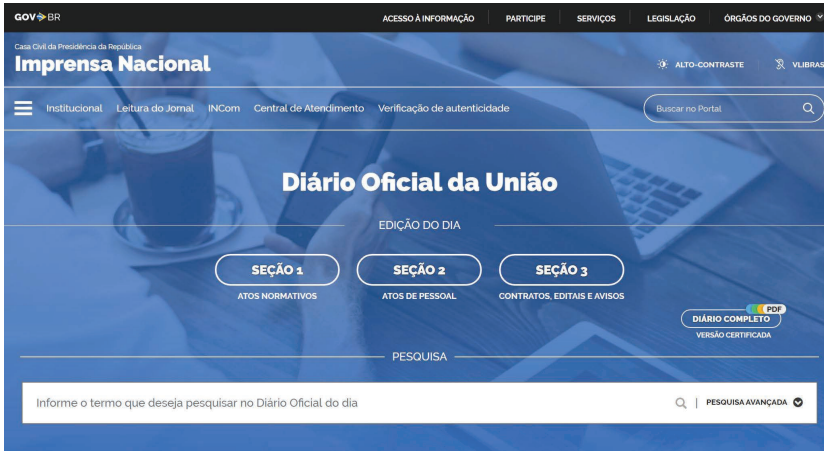 GOV BR ACESSO À INFORMAÇÃO PARTICIPE SERVIÇOS LEGISLAÇÃO ÓRGÃOS DO GOVERNO
Casa Civil da Presidência da República
Imprensa Nacional
ALTO-CONTRASTE VLIBRAS
Institucional Leitura do Jornal INCom Central de Atendimento Verificação de autenticidade Buscar no Portal
Diário Oficial da União
EDIÇÃO DO DIA
SEÇÃO 1 SEÇÃO 2 SEÇÃO 3
ATOS NORMATIVOS ATOS DE PESSOAL CONTRATOS, EDITAIS E AVISOS
PDF
DIÁRIO COMPLETO
VERSÃO CERTIFICADA
PESQUISA
Informe o termo que deseja pesquisar no Diário Oficial do dia | PESQUISA AVANÇADA